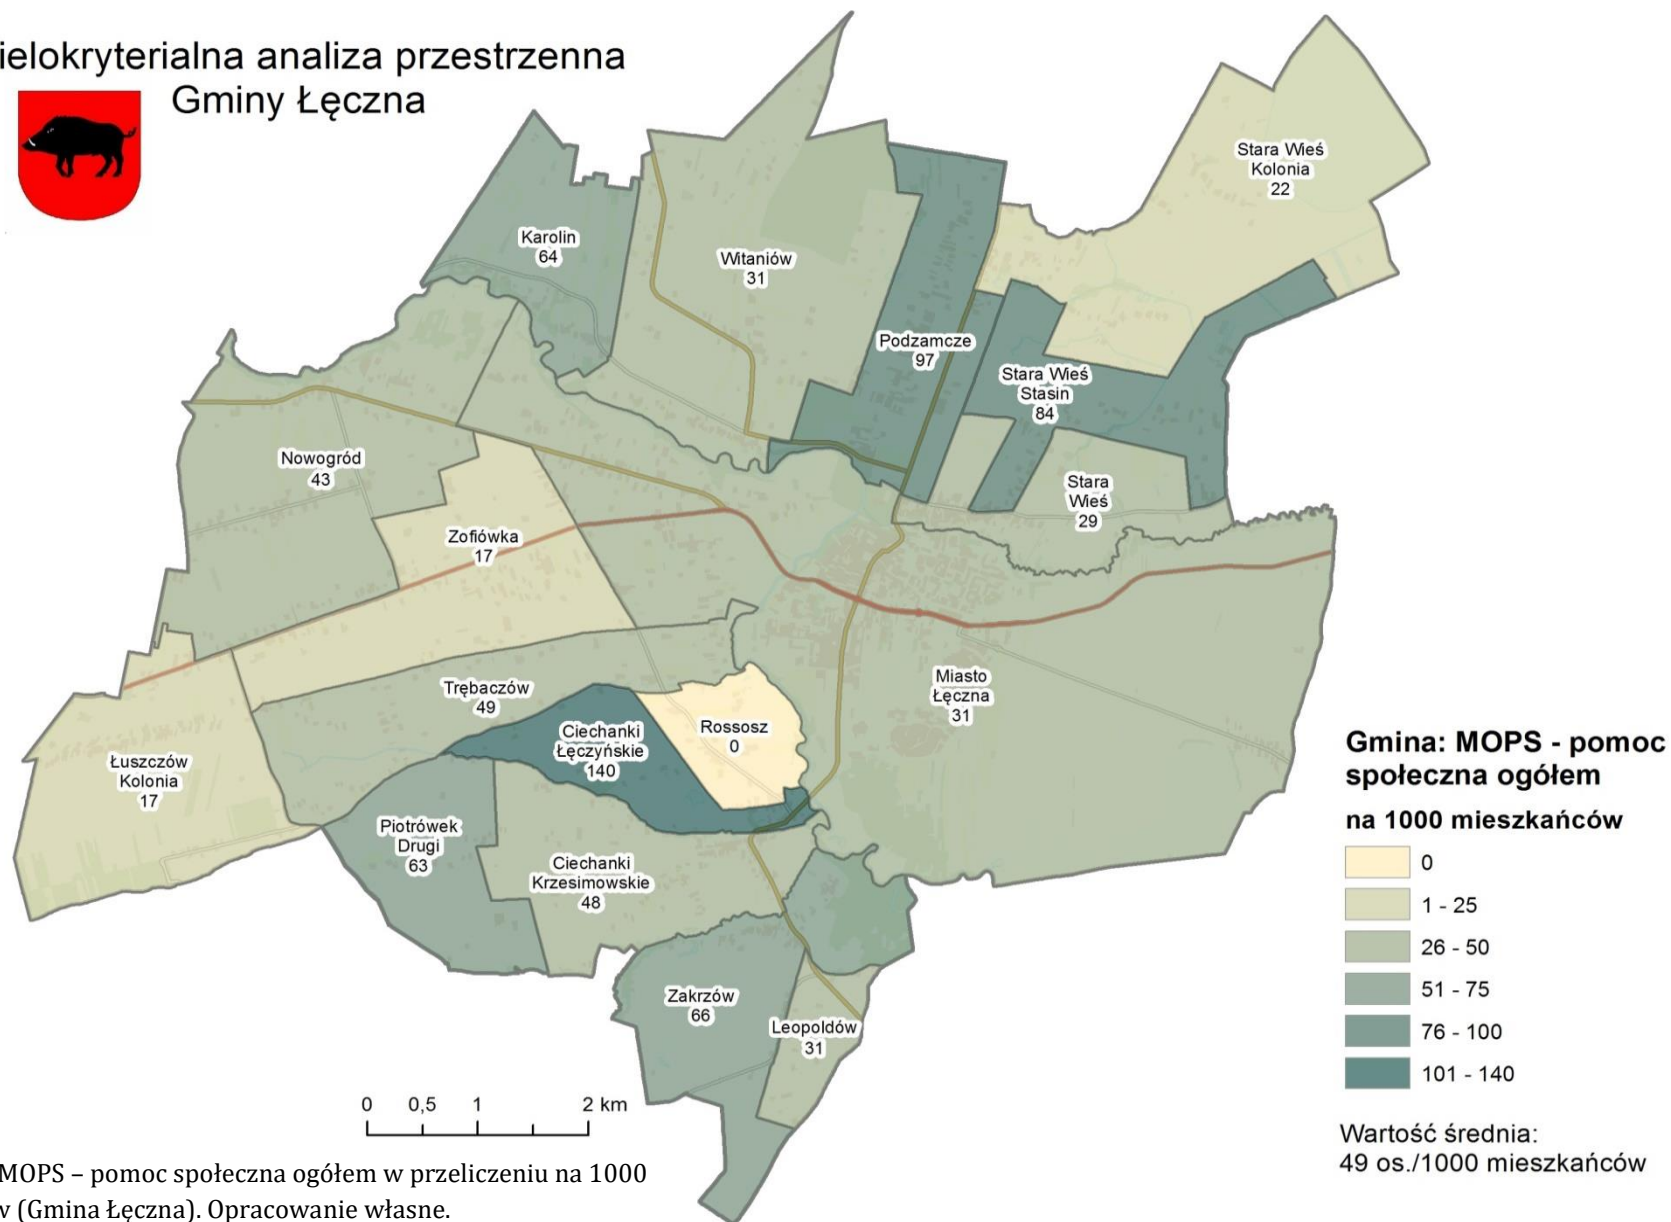 ielokryterialna analiza przestrzenna
Gminy Łęczna
Stara Wieś
Kolonia
22
Karolin
64
Witaniów
31
Podzamcze
97
Stara Wieś
Stasin
84
Nowogród
43
Stara
Wieś
29
Zofiówka
17
Trębaczów
49
Miasto
Łęczna
31
Rossosz
0
Ciechanki
Łęczyńskie
140
Łuszczów
Kolonia
17
Piotrówek
Drugi
63
Ciechanki
Krzesimowskie
48
Zakrzów
66
Leopoldów
31
Gmina: MOPS - pomoc
społeczna ogółem
na 1000 mieszkańców
0
1 - 25
26 - 50
51 - 75
76 - 100
101 - 140
Wartość średnia:
49 os./1000 mieszkańców
0 0,5 1 2 km
MOPS – pomoc społeczna ogółem w przeliczeniu na 1000
w (Gmina Łęczna). Opracowanie własne.